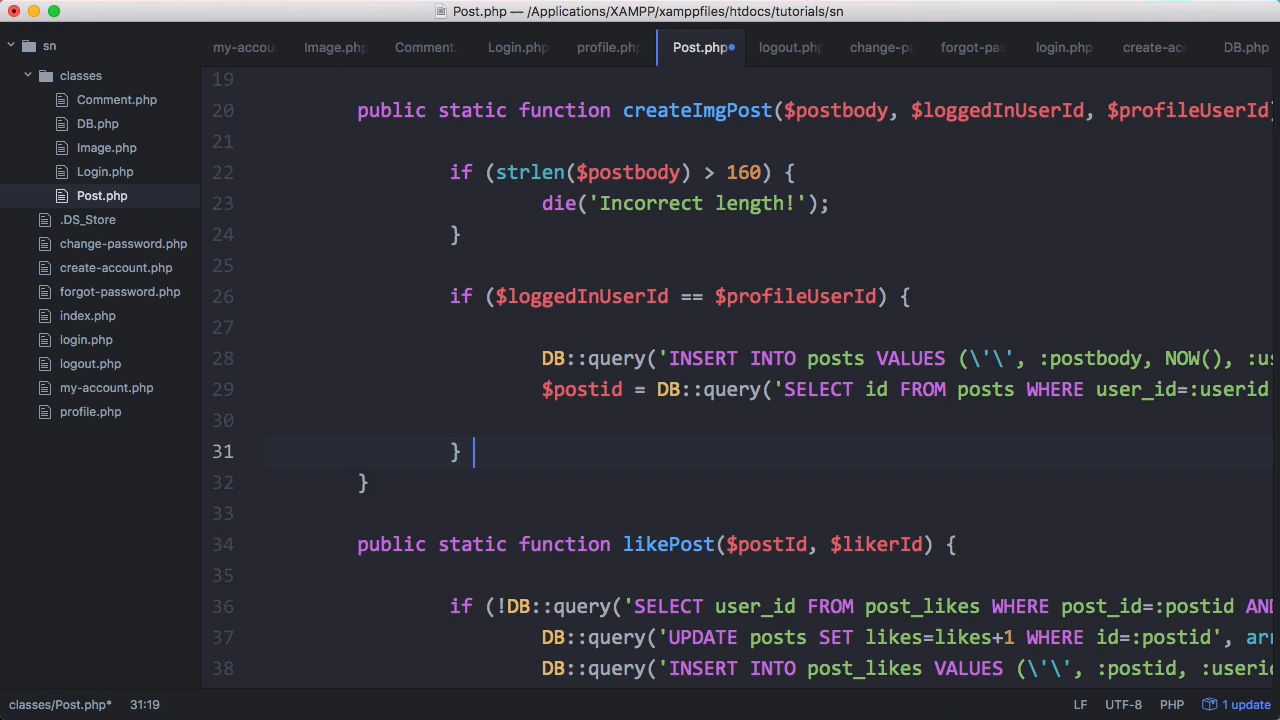 Post.php — /Applications/XAMPP/xamppfiles/htdocs/tutorials/sn
sn
classes
Comment.php
DB.php
Image.php
Login.php
Post.php
.DS_Store
change-password.php
create-account.php
forgot-password.php
index.php
login.php
logout.php
my-account.php
profile.php
my-accou Image.php Comment. Login.php profile.php Post.php logout.php change-pa forgot-pas login.php create-acc DB.php
19
20 public static function createImgPost($postbody, $loggedInUserId, $profileUserId)
21
22 if (strlen($postbody) > 160) {
23 die('Incorrect length!');
24 }
25
26 if ($loggedInUserId == $profileUserId) {
27
28 DB::query('INSERT INTO posts VALUES (\'\', :postbody, NOW(), :us
29 $postid = DB::query('SELECT id FROM posts WHERE user_id=:userid
30
31 }
32 }
33
34 public static function likePost($postId, $likerId) {
35
36 if (!DB::query('SELECT user_id FROM post_likes WHERE post_id=:postid AND
37 DB::query('UPDATE posts SET likes=likes+1 WHERE id=:postid', arr
38 DB::query('INSERT INTO post_likes VALUES (\'\', :postid, :userid
classes/Post.php* 31:19 LF UTF-8 PHP 1 update